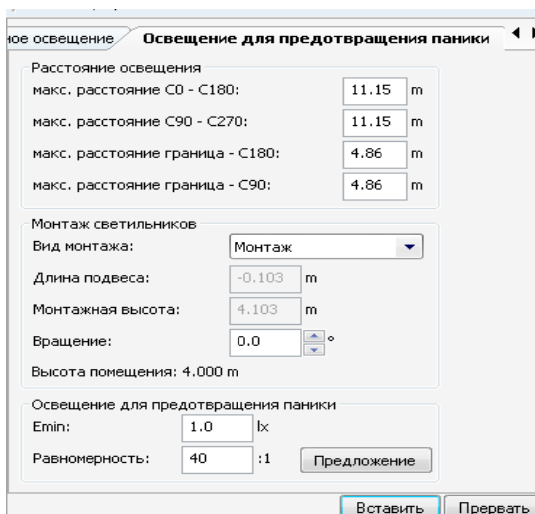 ное освещение Освещение для предотвращения паники
Расстояние освещения
макс. расстояние C0 - C180: 11.15 m
макс. расстояние C90 - C270: 11.15 m
макс. расстояние граница - C180: 4.86 m
макс. расстояние граница - C90: 4.86 m
Монтаж светильников
Вид монтажа: Монтаж
Длина подвеса: -0.103 m
Монтажная высота: 4.103 m
Вращение: 0.0 °
Высота помещения: 4.000 m
Освещение для предотвращения паники
Emin: 1.0 lx
Равномерность: 40 :1 Предложение
Вставить Прервать